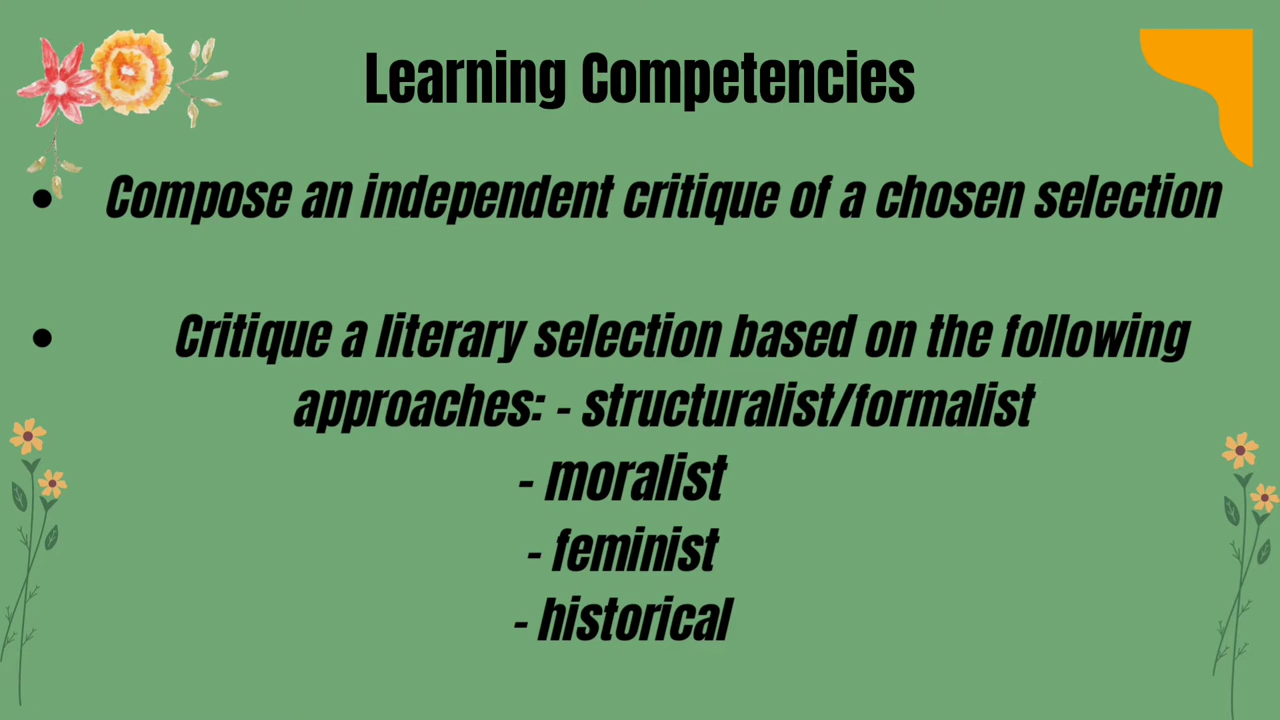 Learning Competencies
• Compose an independent critique of a chosen selection
• Critique a literary selection based on the following
approaches: - structuralist/formalist
- moralist
- feminist
- historical